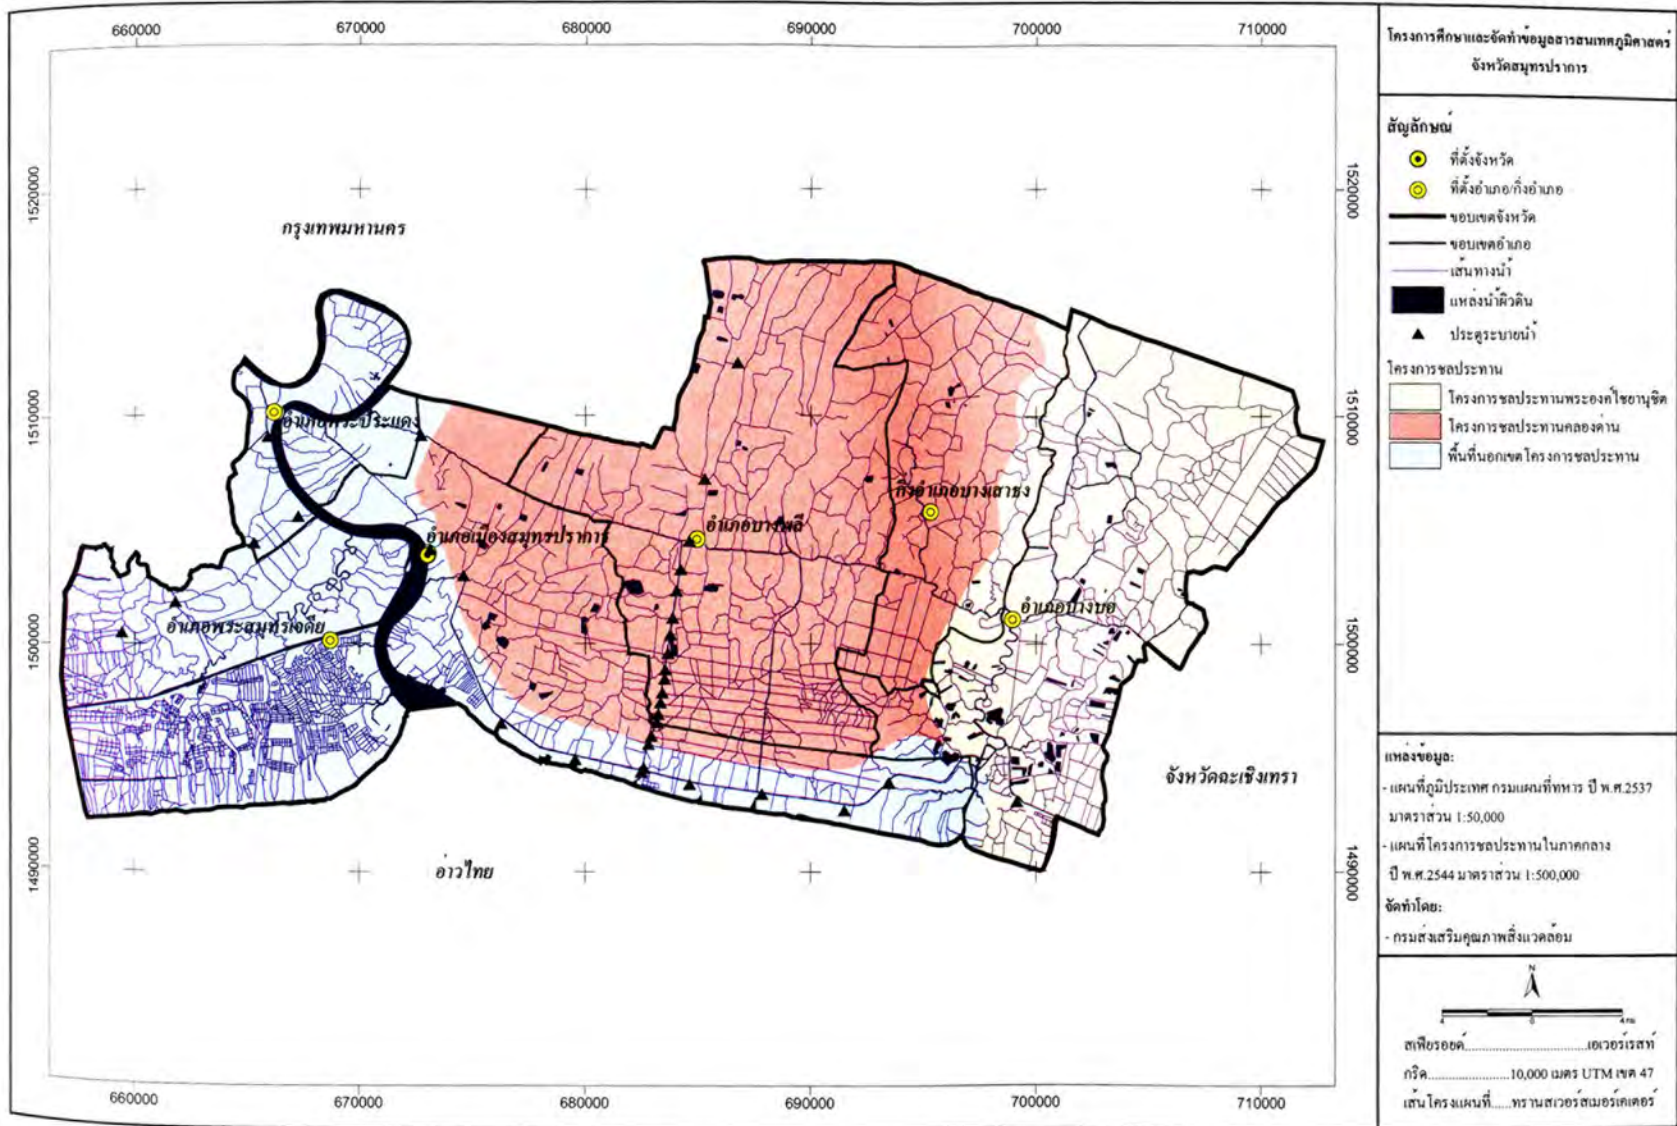 660000 670000 680000 690000 700000 710000
1520000 1520000
กรุงเทพมหานคร
1510000 1510000
อำเภอพระประแดง
กิ่งอำเภอบางเสาธง
อำเภอเมืองสมุทรปราการ
อำเภอบางพลี
อำเภอบางบ่อ
อำเภอพระสมุทรเจดีย์
1500000 1500000
จังหวัดฉะเชิงเทรา
อ่าวไทย
1490000 1490000
660000 670000 680000 690000 700000 710000
โครงการศึกษาและจัดทำข้อมูลสารสนเทศภูมิศาสตร์
จังหวัดสมุทรปราการ
สัญลักษณ์
ที่ตั้งจังหวัด
ที่ตั้งอำเภอ/กิ่งอำเภอ
ขอบเขตจังหวัด
ขอบเขตอำเภอ
เส้นทางน้ำ
แหล่งน้ำผิวดิน
ประตูระบายน้ำ
โครงการชลประทาน
โครงการชลประทานพระองค์ไชยานุชิต
โครงการชลประทานคลองด่าน
พื้นที่นอกเขตโครงการชลประทาน
แหล่งข้อมูล:
- แผนที่ภูมิประเทศ กรมแผนที่ทหาร ปี พ.ศ.2537
มาตราส่วน 1:50,000
- แผนที่โครงการชลประทานในภาคกลาง
ปี พ.ศ.2544 มาตราส่วน 1:500,000
จัดทำโดย:
- กรมส่งเสริมคุณภาพสิ่งแวดล้อม
N
4 0 4 กม
สเฟียรอยด์..............................เอเวอร์เรสท์
กริด.....................10,000 เมตร UTM เขต 47
เส้นโครงแผนที่.....ทรานสเวอร์สเมอร์เคเตอร์